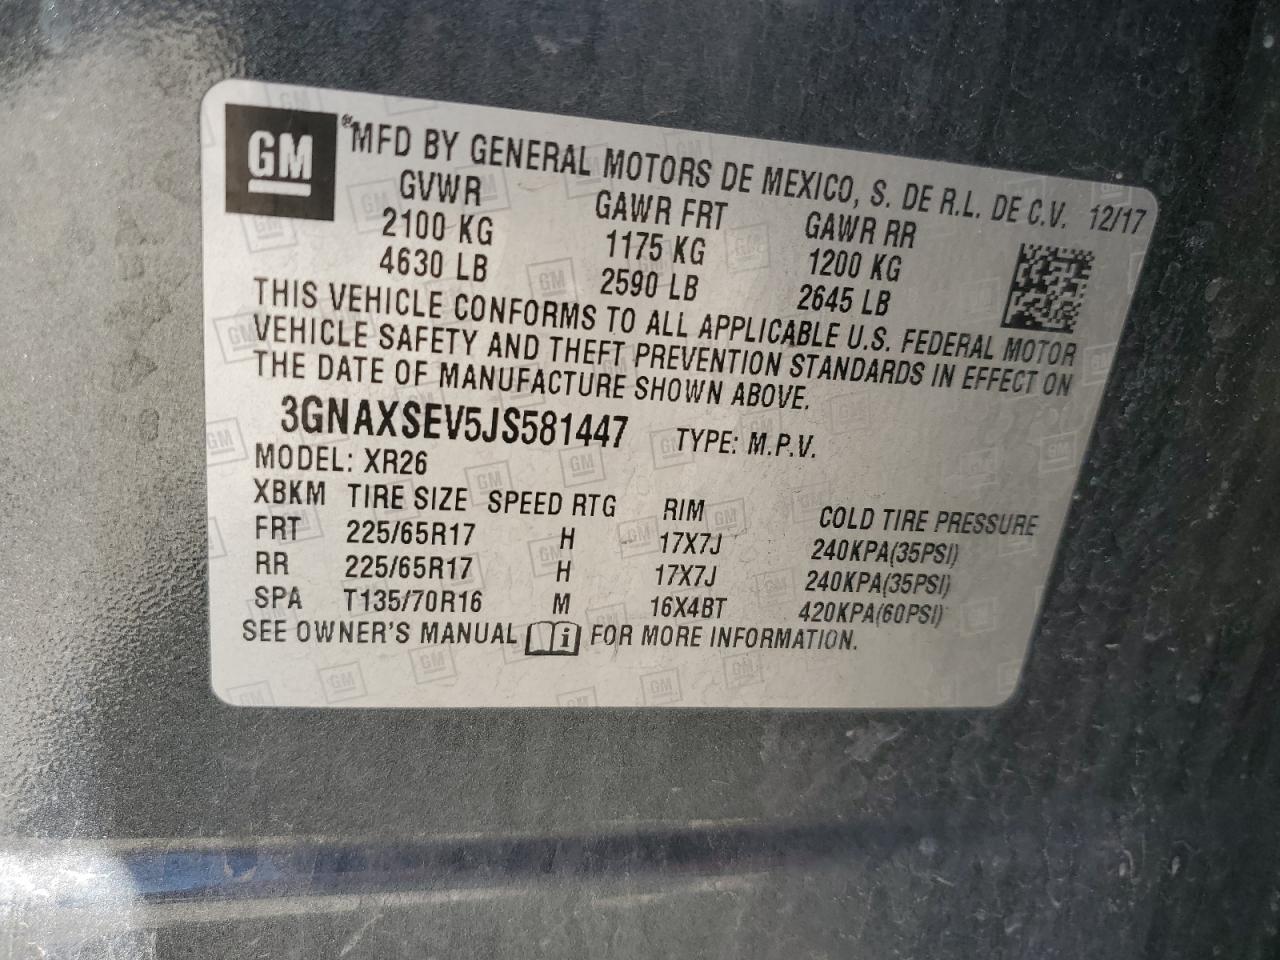 GM ® MFD BY GENERAL MOTORS DE MEXICO, S. DE R.L. DE C.V. 12/17
GVWR GAWR FRT GAWR RR
2100 KG 1175 KG 1200 KG
4630 LB 2590 LB 2645 LB
THIS VEHICLE CONFORMS TO ALL APPLICABLE U.S. FEDERAL MOTOR
VEHICLE SAFETY AND THEFT PREVENTION STANDARDS IN EFFECT ON
THE DATE OF MANUFACTURE SHOWN ABOVE.
3GNAXSEV5JS581447 TYPE: M.P.V.
MODEL: XR26
XBKM TIRE SIZE SPEED RTG RIM COLD TIRE PRESSURE
FRT 225/65R17 H 17X7J 240KPA(35PSI)
RR 225/65R17 H 17X7J 240KPA(35PSI)
SPA T135/70R16 M 16X4BT 420KPA(60PSI)
SEE OWNER'S MANUAL i FOR MORE INFORMATION.